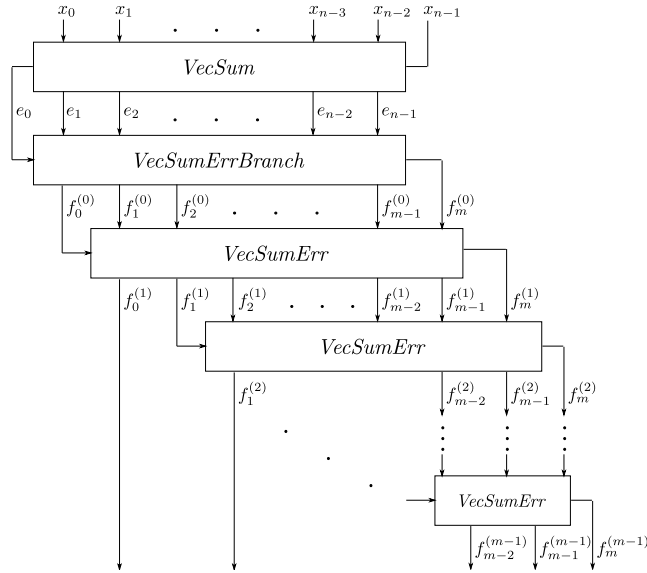 x_0 x_1 . . . x_{n-3} x_{n-2} x_{n-1}
VecSum
e_0 e_1 e_2 . . . e_{n-2} e_{n-1}
VecSumErrBranch
f_0^{(0)} f_1^{(0)} f_2^{(0)} . . . f_{m-1}^{(0)} f_m^{(0)}
VecSumErr
f_0^{(1)} f_1^{(1)} f_2^{(1)} . . . f_{m-2}^{(1)} f_{m-1}^{(1)} f_m^{(1)}
VecSumErr
f_1^{(2)} f_{m-2}^{(2)} f_{m-1}^{(2)} f_m^{(2)}
VecSumErr
f_{m-2}^{(m-1)} f_{m-1}^{(m-1)} f_m^{(m-1)}